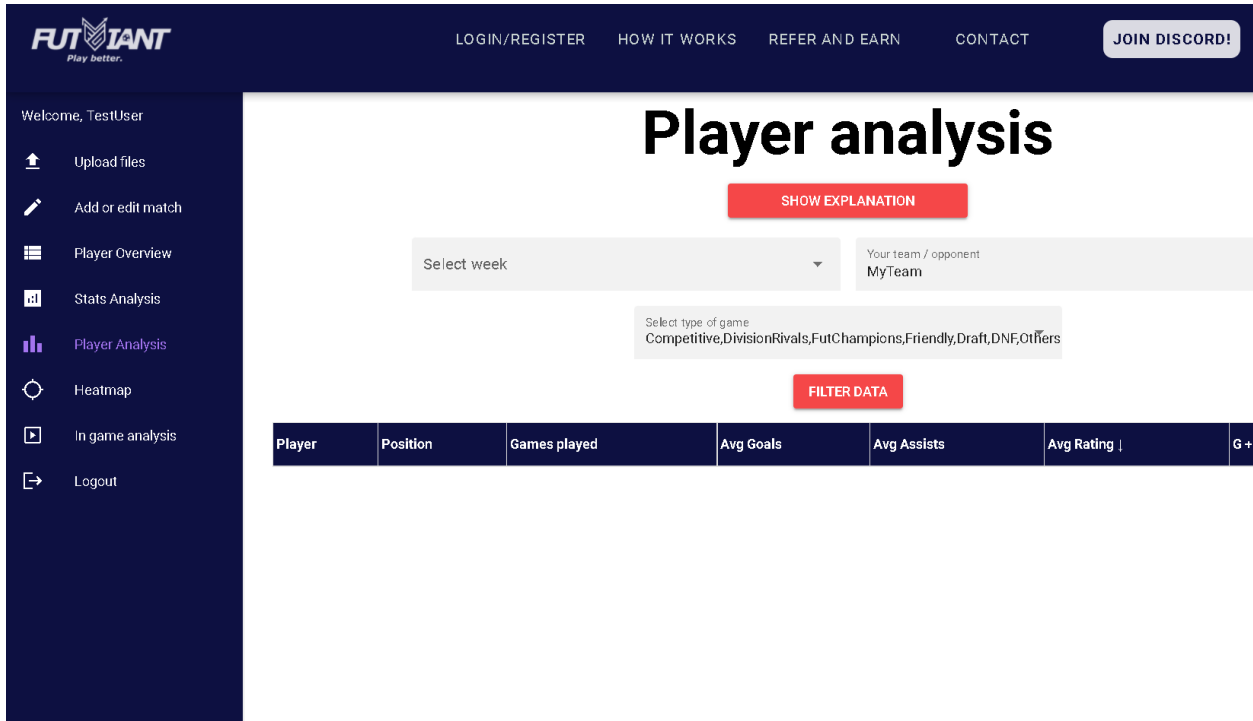 FUTVIANT
Play better.
LOGIN/REGISTER HOW IT WORKS REFER AND EARN CONTACT JOIN DISCORD!
Welcome, TestUser
Upload files
Add or edit match
Player Overview
Stats Analysis
Player Analysis
Heatmap
In game analysis
Logout
Player analysis
SHOW EXPLANATION
Select week
Your team / opponent
MyTeam
Select type of game
Competitive,DivisionRivals,FutChampions,Friendly,Draft,DNF,Others
FILTER DATA
Player Position Games played Avg Goals Avg Assists Avg Rating ↓ G +